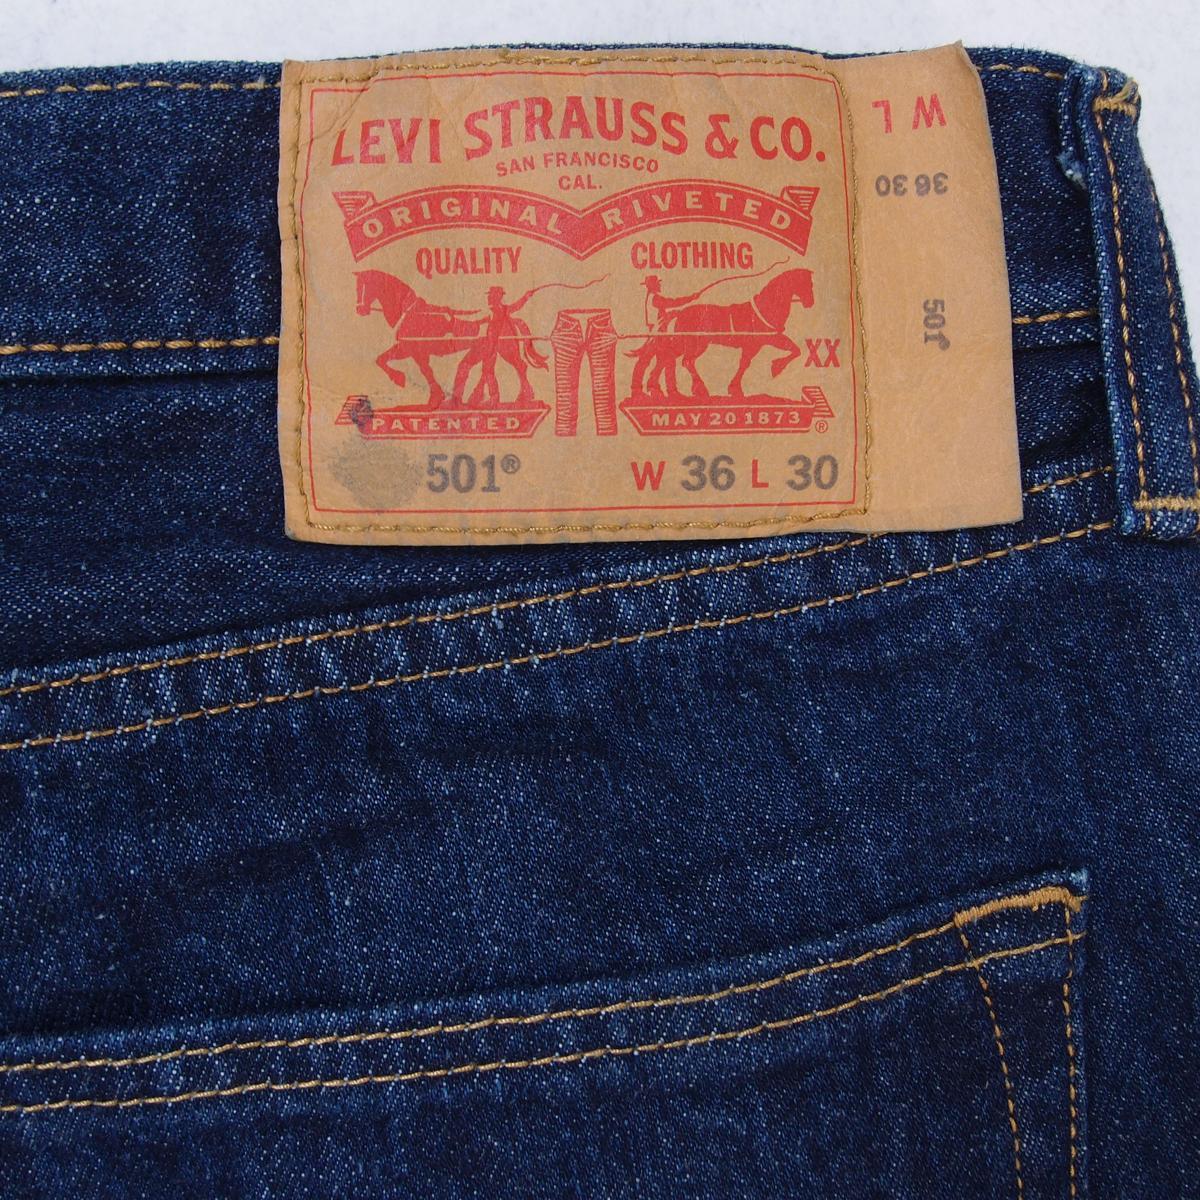 LEVI STRAUSS & CO.
SAN FRANCISCO
CAL.
ORIGINAL RIVETED
QUALITY CLOTHING
XX
PATENTED MAY 20 1873 ®
501® W 36 L 30
W L
36 30
501®